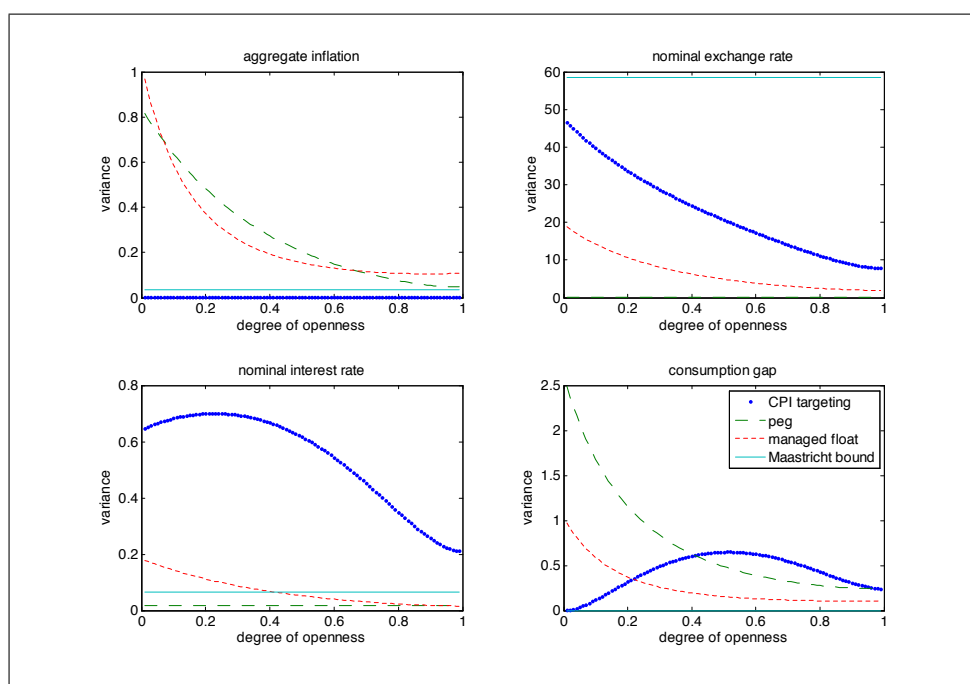 aggregate inflation
1
0.8
0.6
0.4
0.2
0
variance
0 0.2 0.4 0.6 0.8 1
degree of openness
nominal exchange rate
60
50
40
30
20
10
0
variance
0 0.2 0.4 0.6 0.8 1
degree of openness
nominal interest rate
0.8
0.6
0.4
0.2
0
variance
0 0.2 0.4 0.6 0.8 1
degree of openness
consumption gap
2.5
2
1.5
1
0.5
0
variance
CPI targeting
peg
managed float
Maastricht bound
0 0.2 0.4 0.6 0.8 1
degree of openness